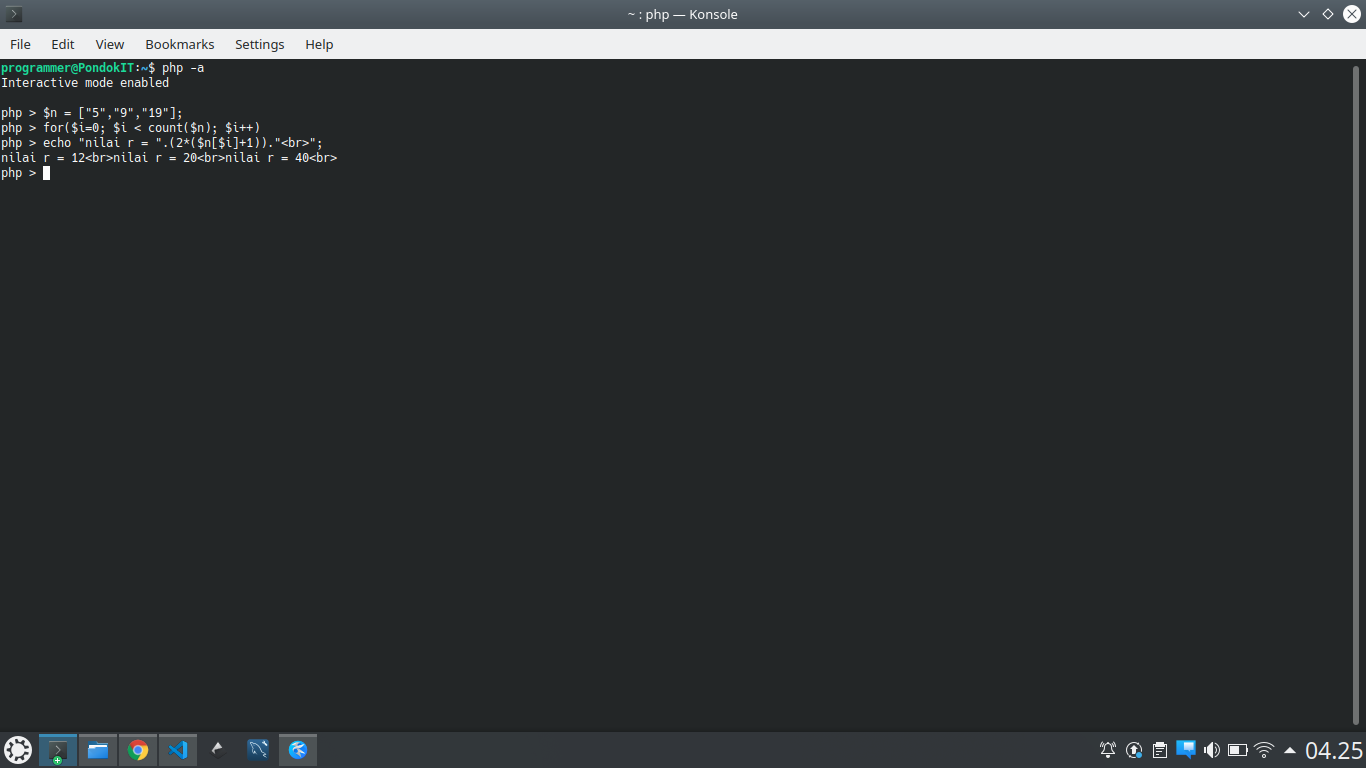 ~ : php — Konsole
File Edit View Bookmarks Settings Help
programmer@PondokIT:~$ php -a
Interactive mode enabled
php > $n = ["5","9","19"];
php > for($i=0; $i < count($n); $i++)
php > echo "nilai r = ".(2*($n[$i]+1))."<br>";
nilai r = 12<br>nilai r = 20<br>nilai r = 40<br>
php >
04.25